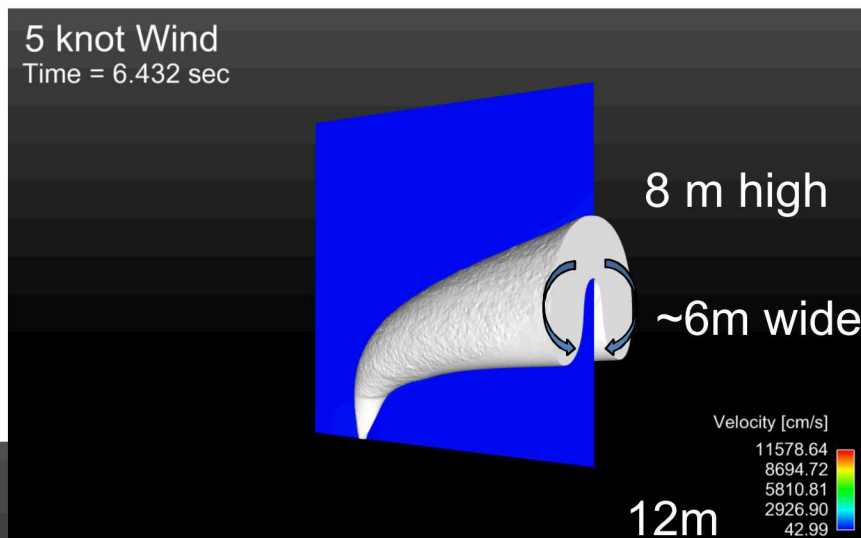 5 knot Wind
Time = 6.432 sec
8 m high
~6m wide
Velocity [cm/s]
11578.64
8694.72
5810.81
2926.90
42.99
12m